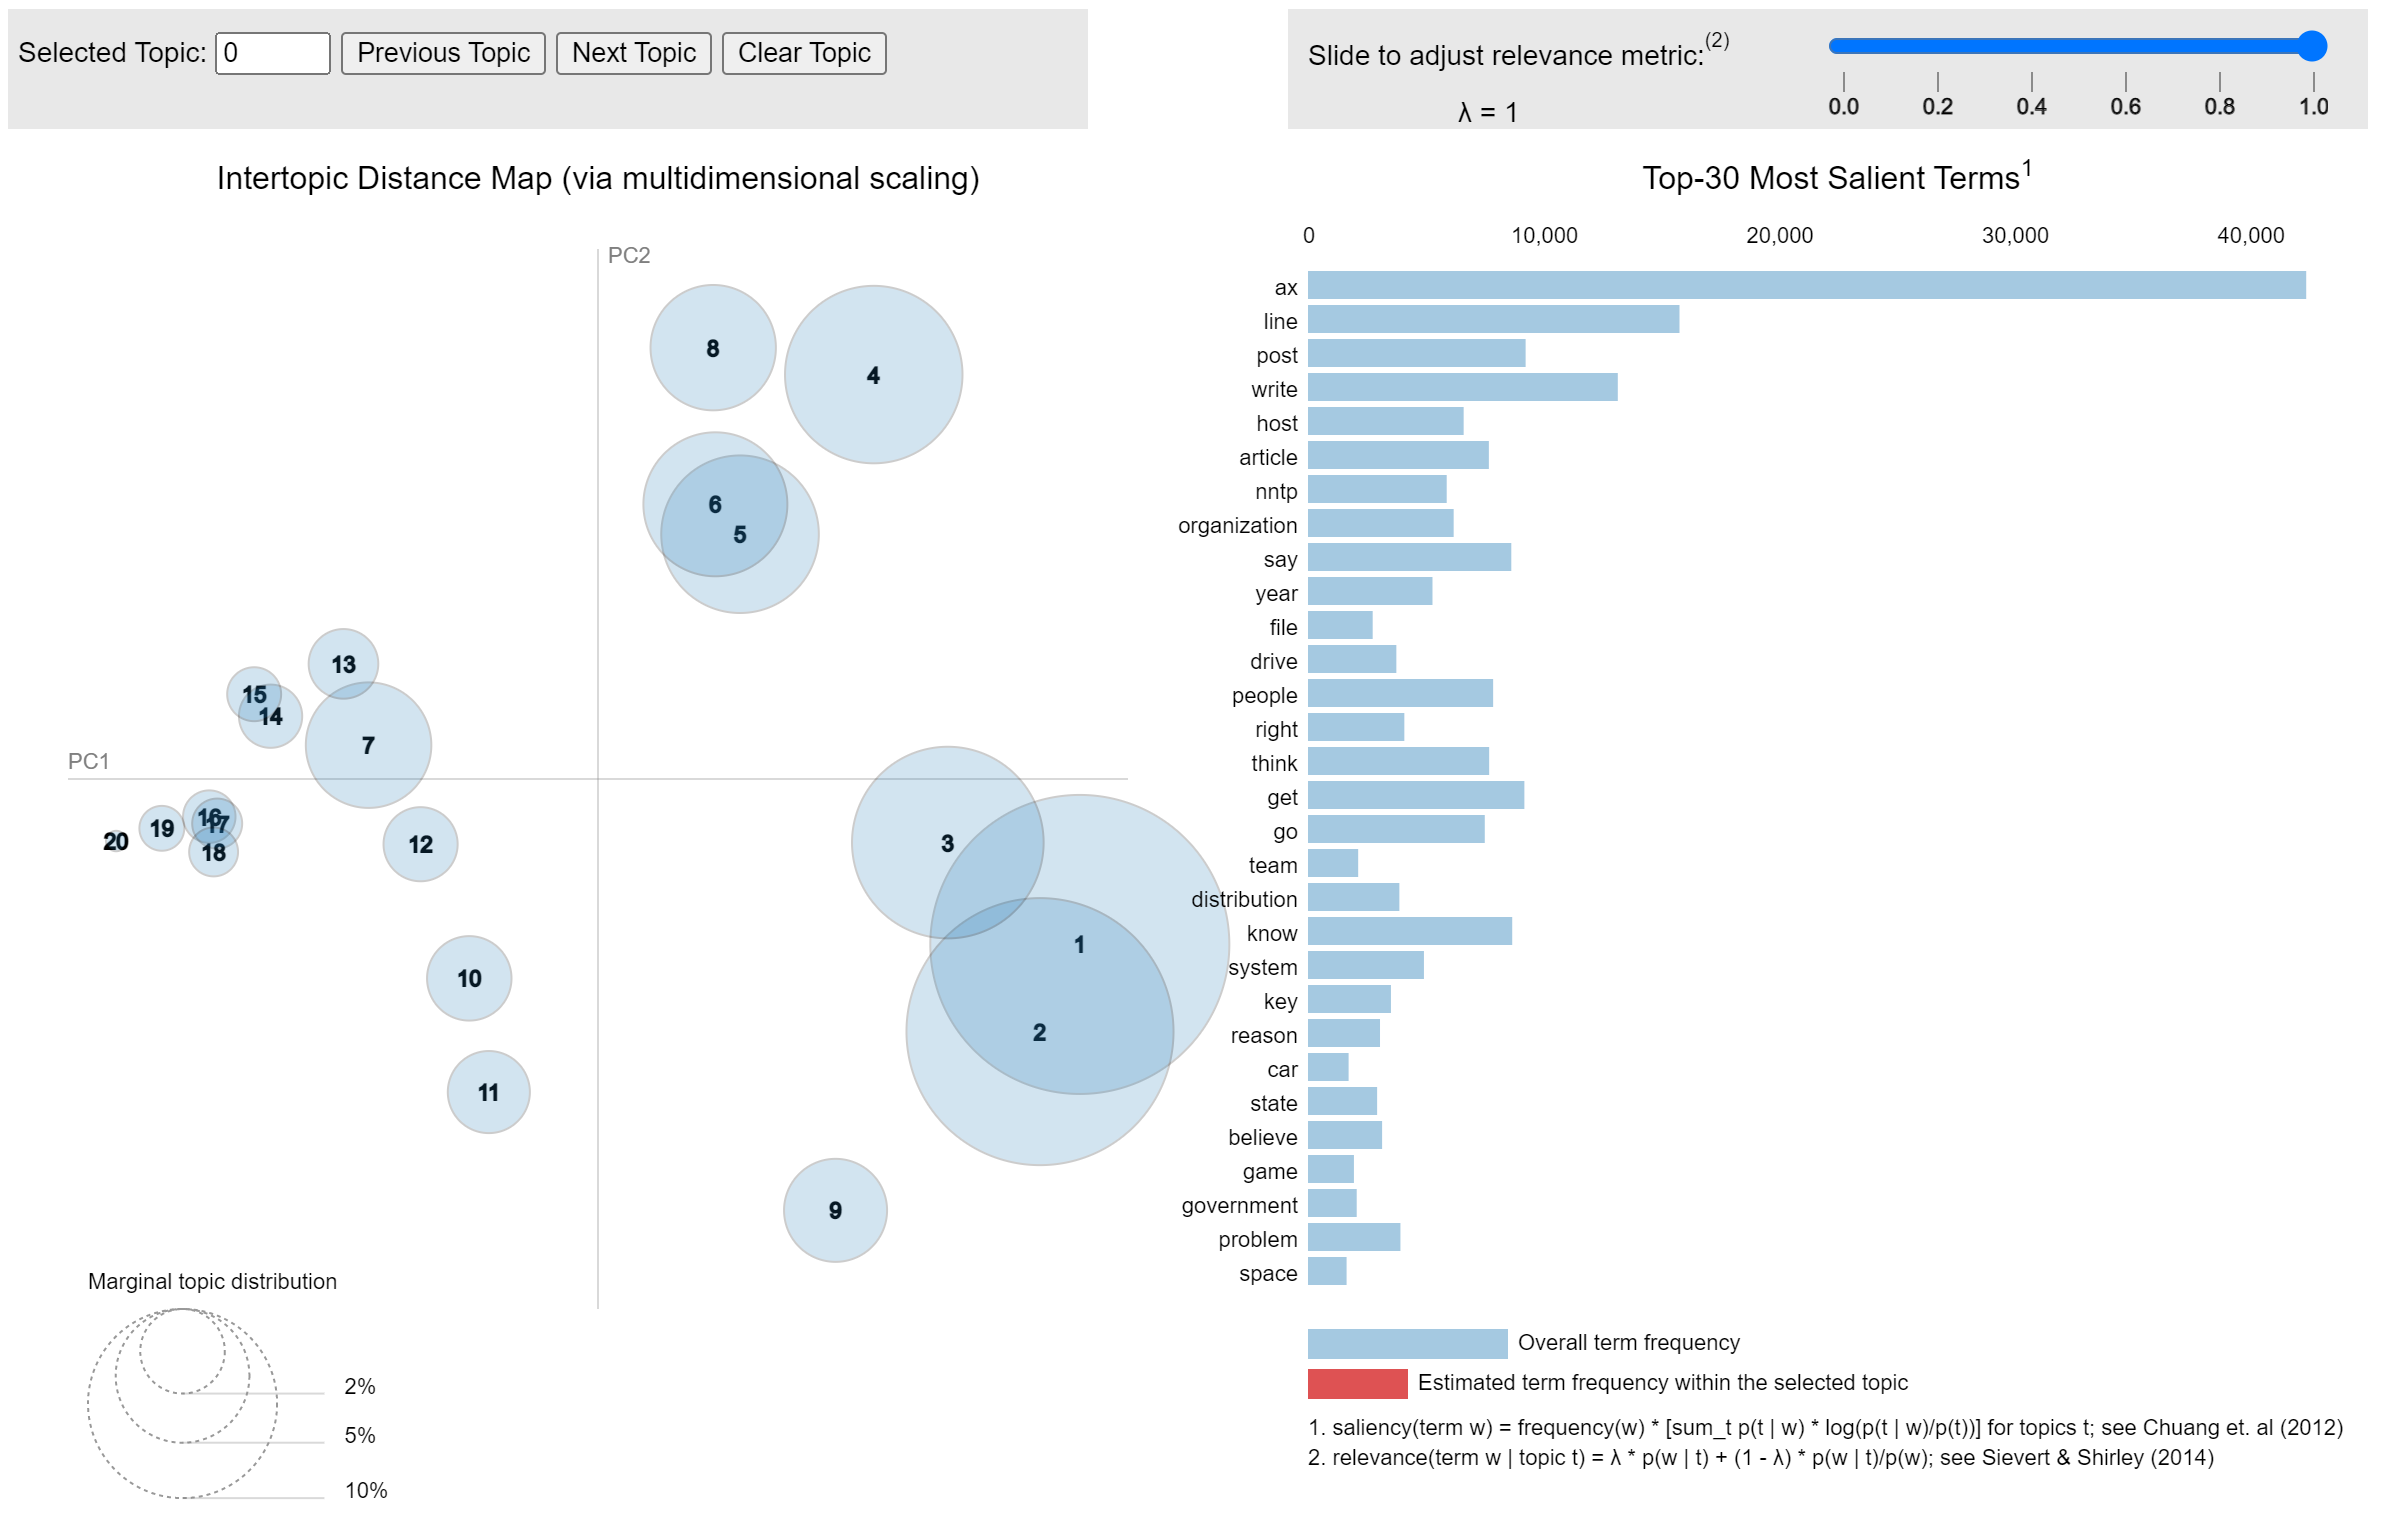 Selected Topic: 0 Previous Topic Next Topic Clear Topic
Slide to adjust relevance metric:(2)
λ = 1
0.0 0.2 0.4 0.6 0.8 1.0
Intertopic Distance Map (via multidimensional scaling)
PC2
PC1
8
4
6
5
13
15
14
7
16
17
19
20
18
12
3
1
10
2
11
9
Marginal topic distribution
2%
5%
10%
Top-30 Most Salient Terms1
0 10,000 20,000 30,000 40,000
ax
line
post
write
host
article
nntp
organization
say
year
file
drive
people
right
think
get
go
team
distribution
know
system
key
reason
car
state
believe
game
government
problem
space
Overall term frequency
Estimated term frequency within the selected topic
1. saliency(term w) = frequency(w) * [sum_t p(t | w) * log(p(t | w)/p(t))] for topics t; see Chuang et. al (2012)
2. relevance(term w | topic t) = λ * p(w | t) + (1 - λ) * p(w | t)/p(w); see Sievert & Shirley (2014)